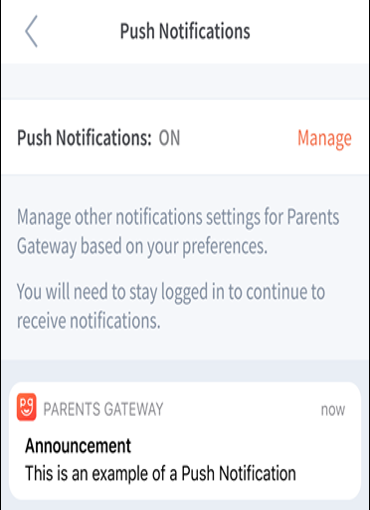 Push Notifications
Push Notifications: ON Manage
Manage other notifications settings for Parents
Gateway based on your preferences.
You will need to stay logged in to continue to
receive notifications.
pg PARENTS GATEWAY now
Announcement
This is an example of a Push Notification